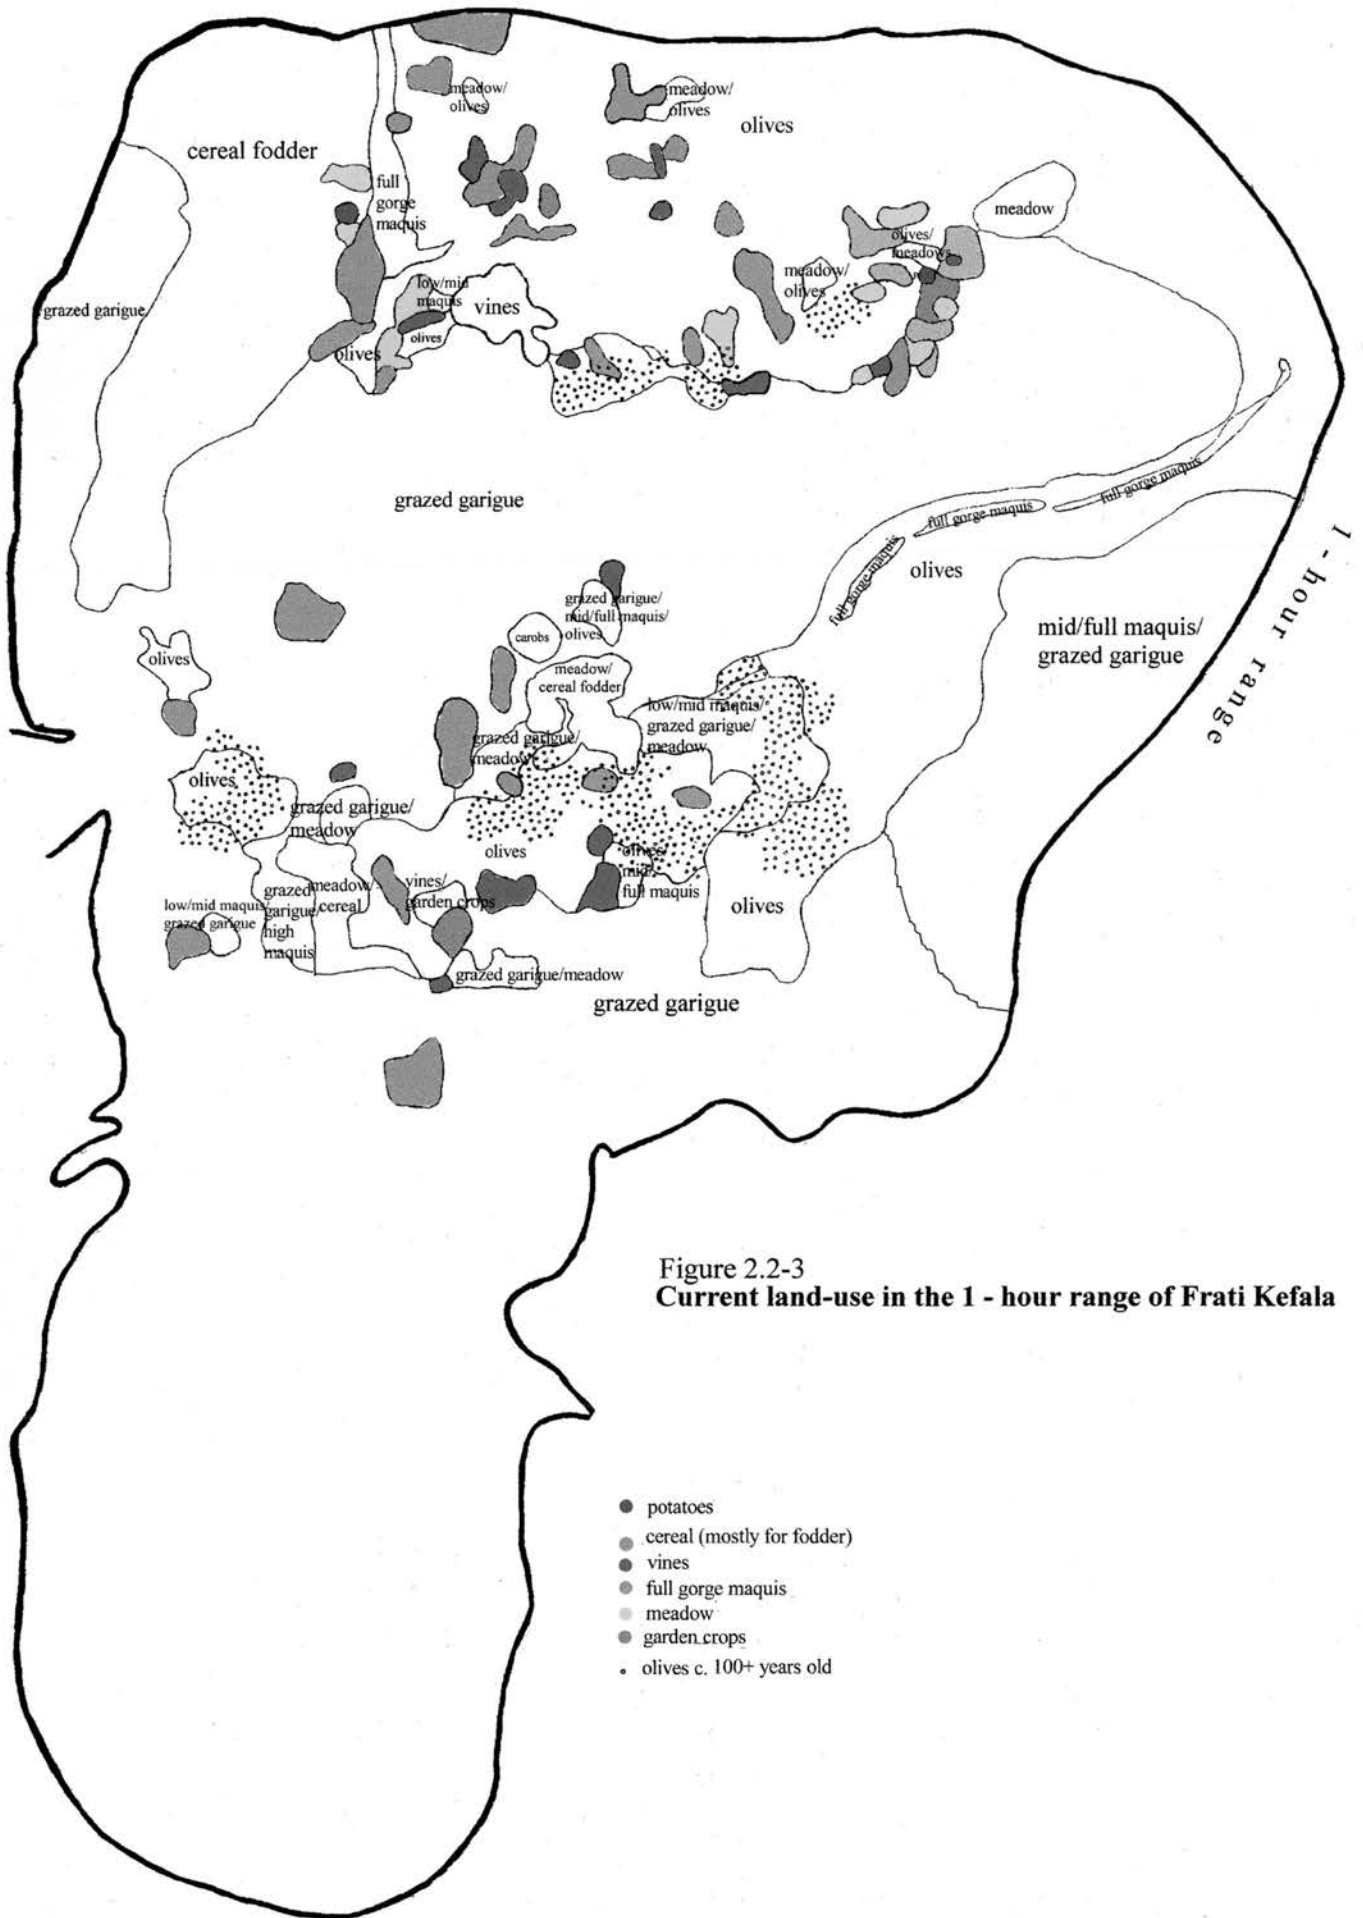 meadow/
olives
meadow/
olives
olives
cereal fodder
full
gorge
maquis
meadow
olives/
meadows
meadow/
olives
low/mid
maquis
vines
grazed garigue
olives
olives
grazed garigue
full gorge maquis
full gorge maquis
full gorge maquis
olives
1 - hour range
mid/full maquis/
grazed garigue
grazed garigue/
mid/full maquis/
olives
carobs
olives
meadow/
cereal fodder
low/mid maquis/
grazed garigue/
meadow
grazed garigue/
meadow
olives
grazed garigue/
meadow
olives
olives
mid/
full maquis
vines/
garden crops
meadow/
cereal
grazed
garigue/
high
maquis
low/mid maquis/
grazed garigue
olives
grazed garigue/meadow
grazed garigue
Figure 2.2-3
Current land-use in the 1 - hour range of Frati Kefala
potatoes
cereal (mostly for fodder)
vines
full gorge maquis
meadow
garden crops
olives c. 100+ years old